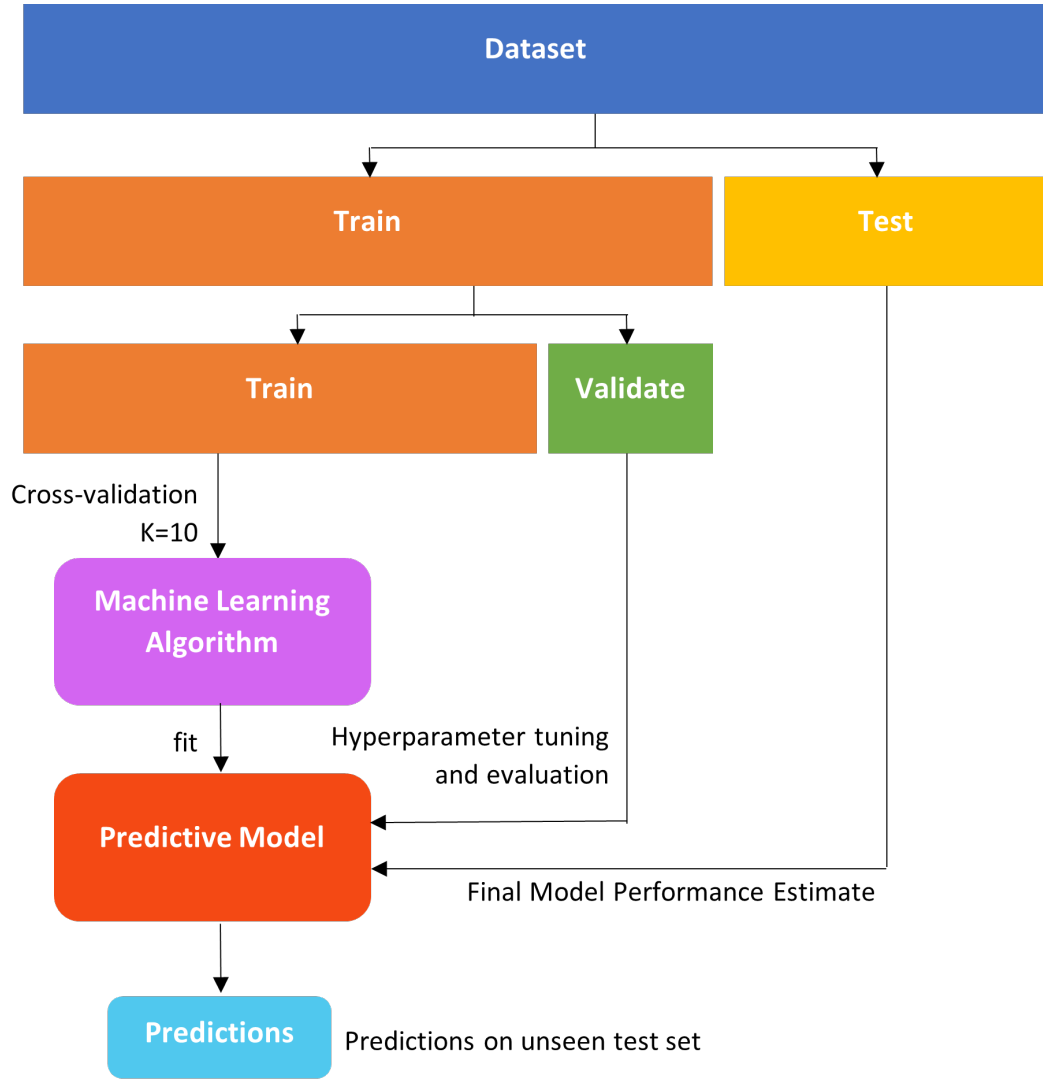 Dataset
Train
Test
Train
Validate
Cross-validation
K=10
Machine Learning
Algorithm
fit
Hyperparameter tuning
and evaluation
Predictive Model
Final Model Performance Estimate
Predictions
Predictions on unseen test set